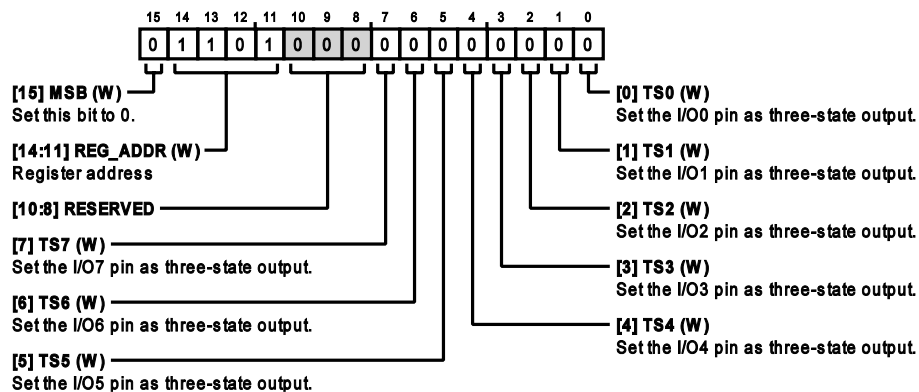 15 14 13 12 11 10 9 8 7 6 5 4 3 2 1 0
0 1 1 0 1 0 0 0 0 0 0 0 0 0 0 0
[15] MSB (W)
Set this bit to 0.
[14:11] REG_ADDR (W)
Register address
[10:8] RESERVED
[7] TS7 (W)
Set the I/O7 pin as three-state output.
[6] TS6 (W)
Set the I/O6 pin as three-state output.
[5] TS5 (W)
Set the I/O5 pin as three-state output.
[0] TS0 (W)
Set the I/O0 pin as three-state output.
[1] TS1 (W)
Set the I/O1 pin as three-state output.
[2] TS2 (W)
Set the I/O2 pin as three-state output.
[3] TS3 (W)
Set the I/O3 pin as three-state output.
[4] TS4 (W)
Set the I/O4 pin as three-state output.